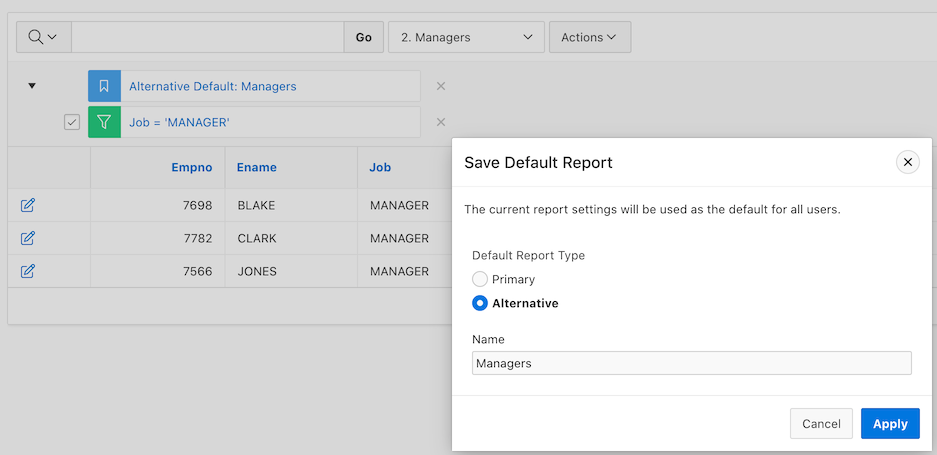 Go
2. Managers
Actions
Alternative Default: Managers
Job = 'MANAGER'
Empno Ename Job
7698 BLAKE MANAGER
7782 CLARK MANAGER
7566 JONES MANAGER
Save Default Report
The current report settings will be used as the default for all users.
Default Report Type
Primary
Alternative
Name
Managers
Cancel Apply